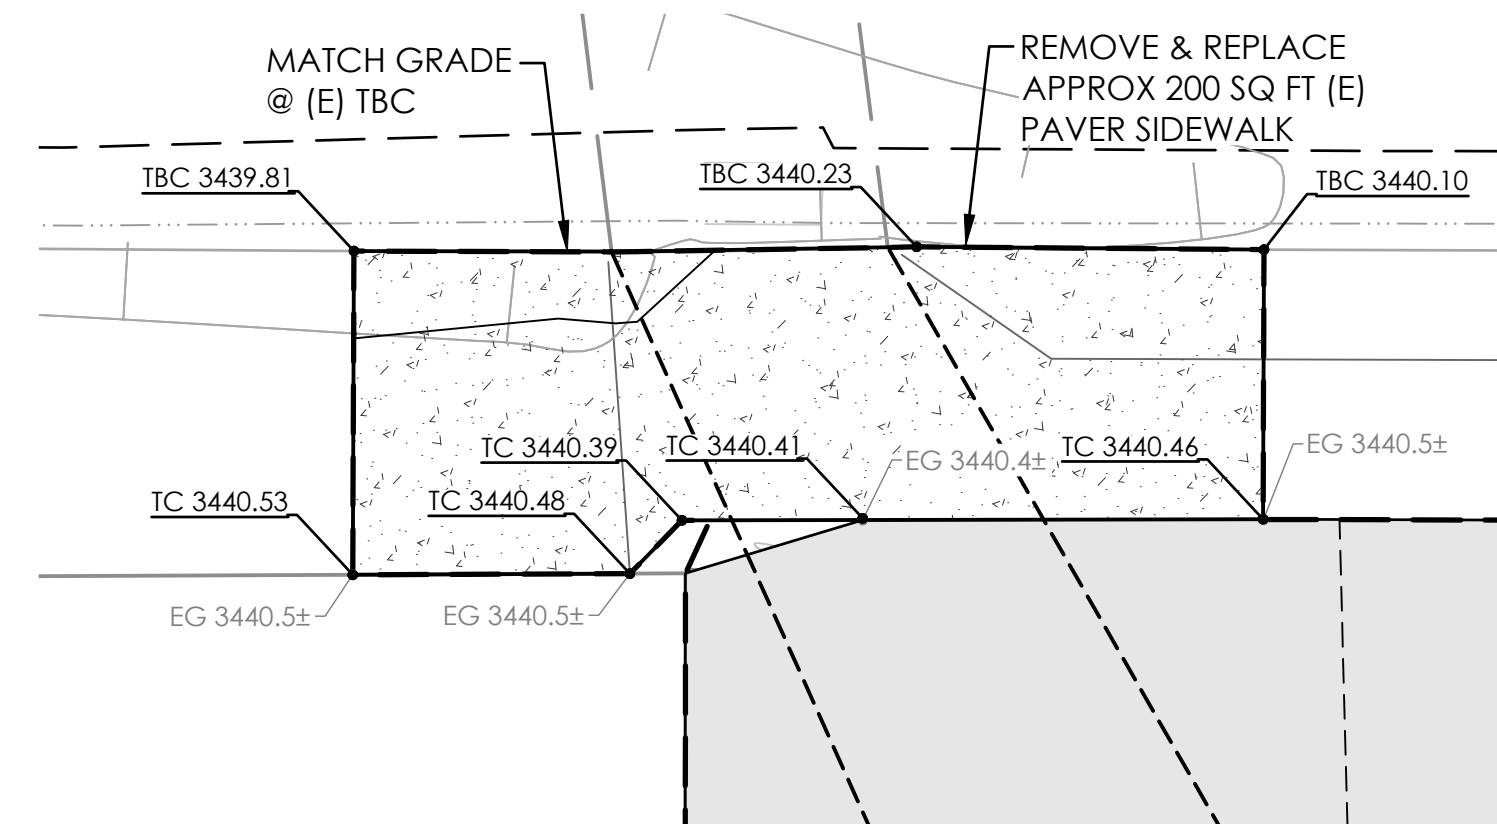 MATCH GRADE
@ (E) TBC
REMOVE & REPLACE
APPROX 200 SQ FT (E)
PAVER SIDEWALK
TBC 3439.81
TBC 3440.23
TBC 3440.10
TC 3440.39
TC 3440.41
EG 3440.4±
TC 3440.46
EG 3440.5±
TC 3440.53
TC 3440.48
EG 3440.5±
EG 3440.5±